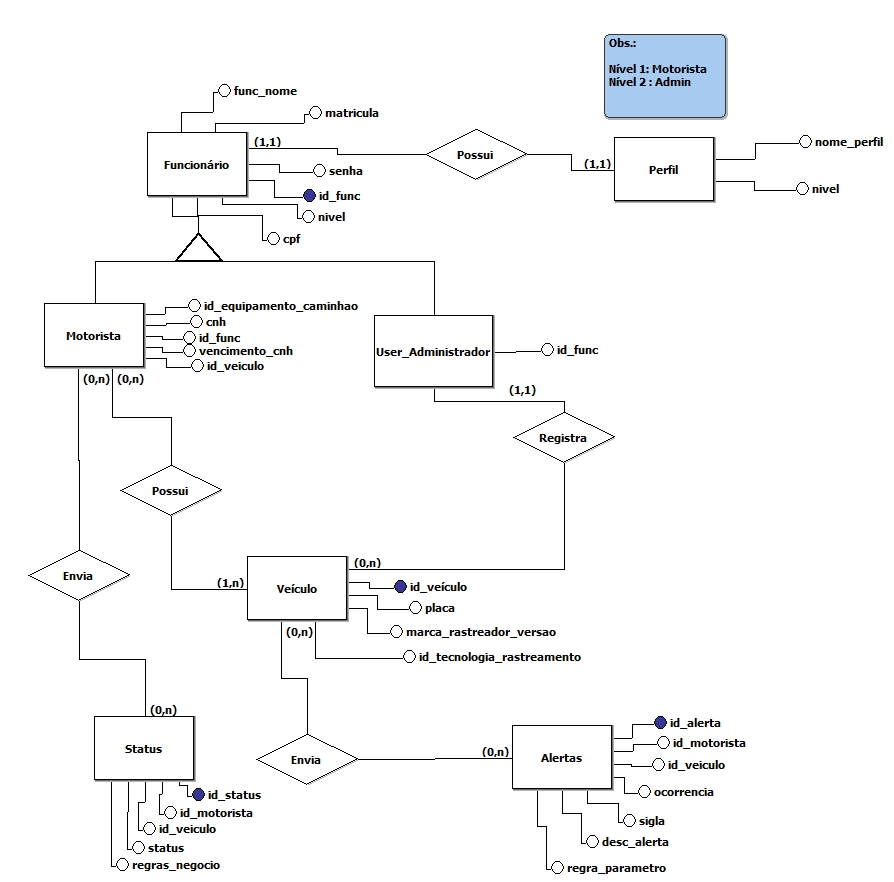 Obs.:
Nível 1: Motorista
Nível 2 : Admin
func_nome
matricula
Funcionário
(1,1)
senha
id_func
nivel
cpf
Possui
(1,1)
Perfil
nome_perfil
nivel
Motorista
id_equipamento_caminhao
cnh
id_func
vencimento_cnh
id_veiculo
(0,n)
(0,n)
User_Administrador
id_func
(1,1)
Registra
Possui
Envia
(1,n)
Veículo
(0,n)
id_veículo
placa
marca_rastreador_versao
id_tecnologia_rastreamento
(0,n)
(0,n)
Status
id_status
id_motorista
id_veiculo
status
regras_negocio
Envia
(0,n)
Alertas
id_alerta
id_motorista
id_veiculo
ocorrencia
sigla
desc_alerta
regra_parametro